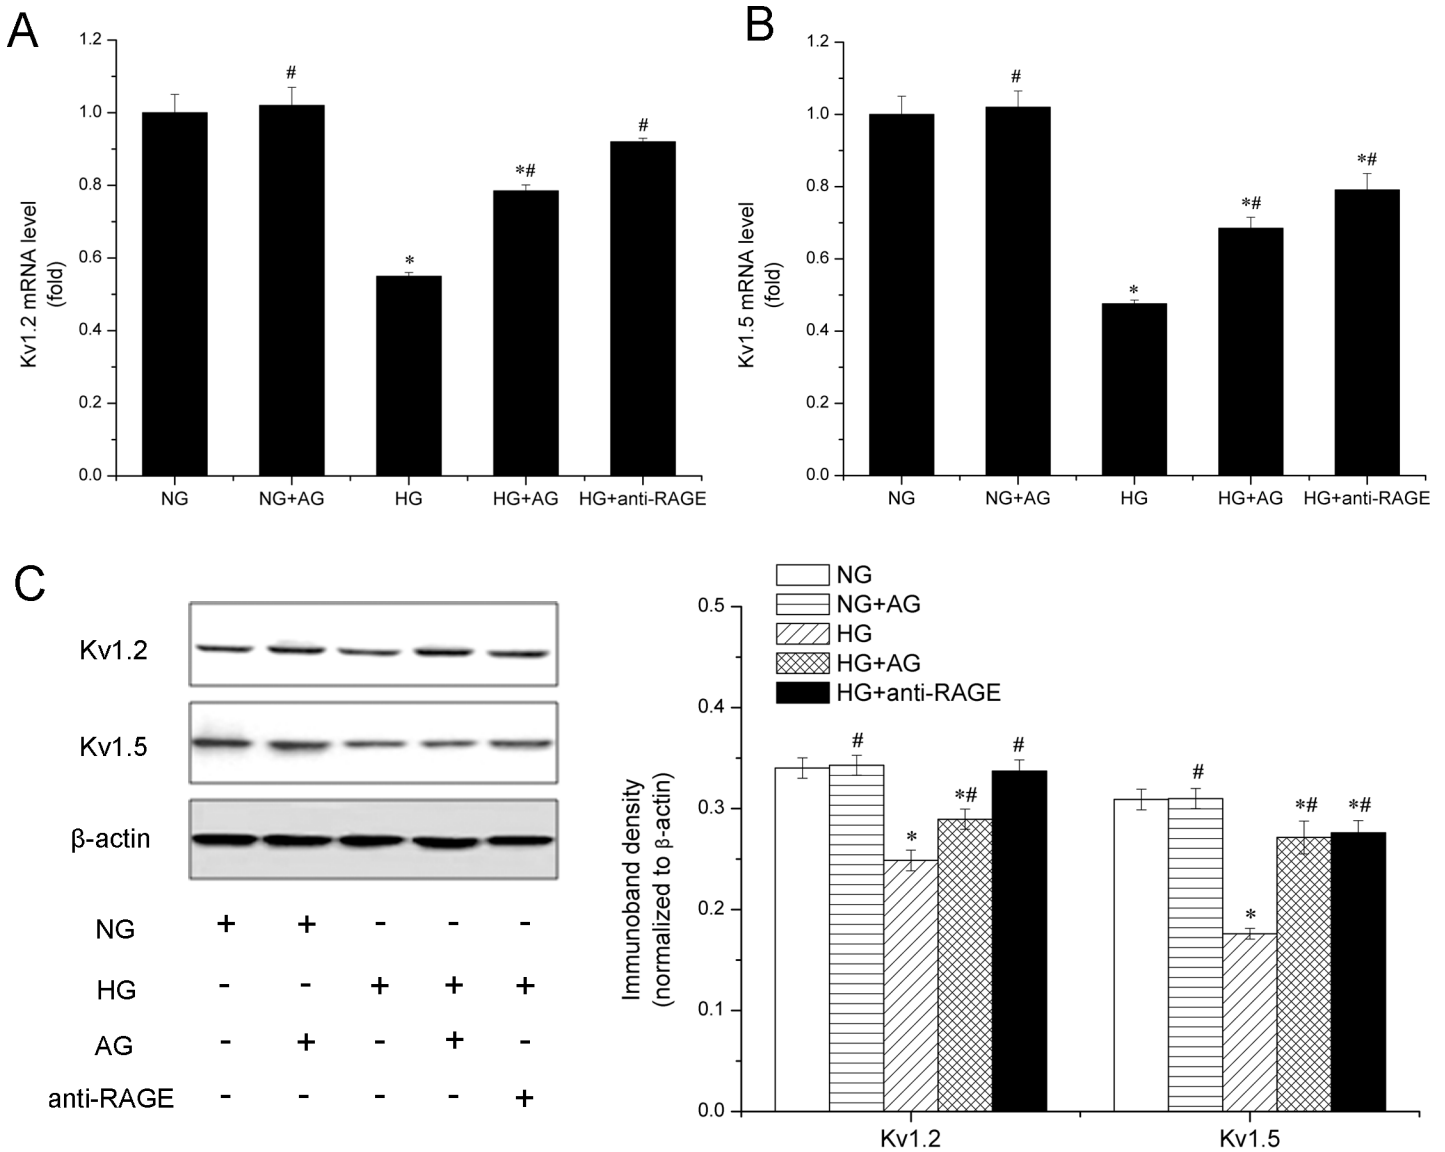 A
1.2
1.0
0.8
0.6
0.4
0.2
0.0
Kv1.2 mRNA level
(fold)
#
*
*#
#
NG
NG+AG
HG
HG+AG
HG+anti-RAGE
B
1.2
1.0
0.8
0.6
0.4
0.2
0.0
Kv1.5 mRNA level
(fold)
#
*
*#
*#
NG
NG+AG
HG
HG+AG
HG+anti-RAGE
C
Kv1.2
Kv1.5
β-actin
NG + + - - -
HG - - + + +
AG - + - + -
anti-RAGE - - - - +
NG
NG+AG
HG
HG+AG
HG+anti-RAGE
0.5
0.4
0.3
0.2
0.1
0.0
Immunoband density
(normalized to β-actin)
#
*
*#
#
#
*
*#
*#
Kv1.2
Kv1.5